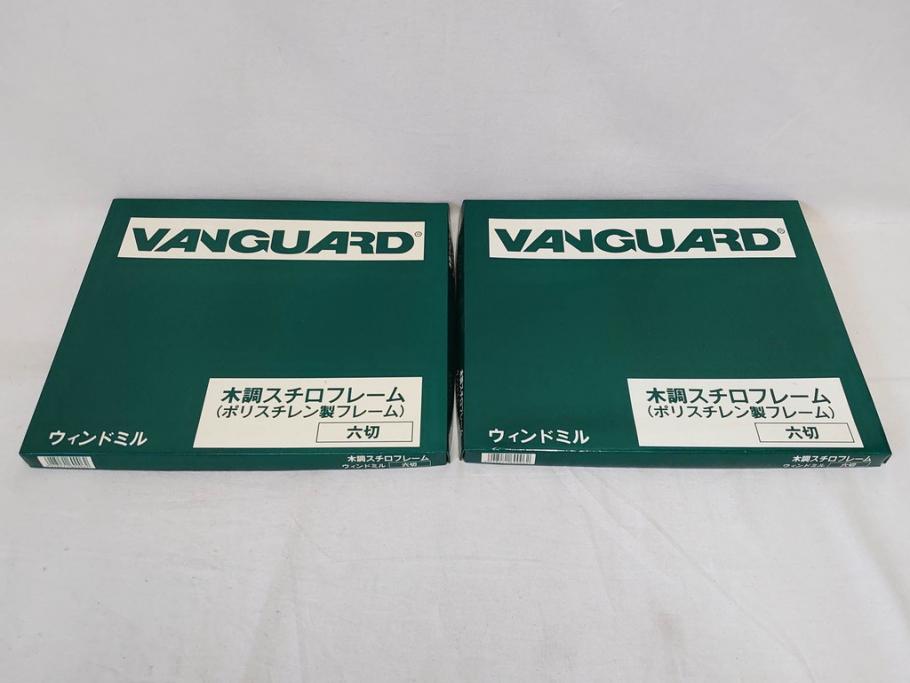 VANGUARD®
木調スチロフレーム
(ポリスチレン製フレーム)
六切
ウィンドミル
木調スチロフレーム
ウィンドミル 六切
VANGUARD®
木調スチロフレーム
(ポリスチレン製フレーム)
六切
ウィンドミル
木調スチロフレーム
ウィンドミル 六切